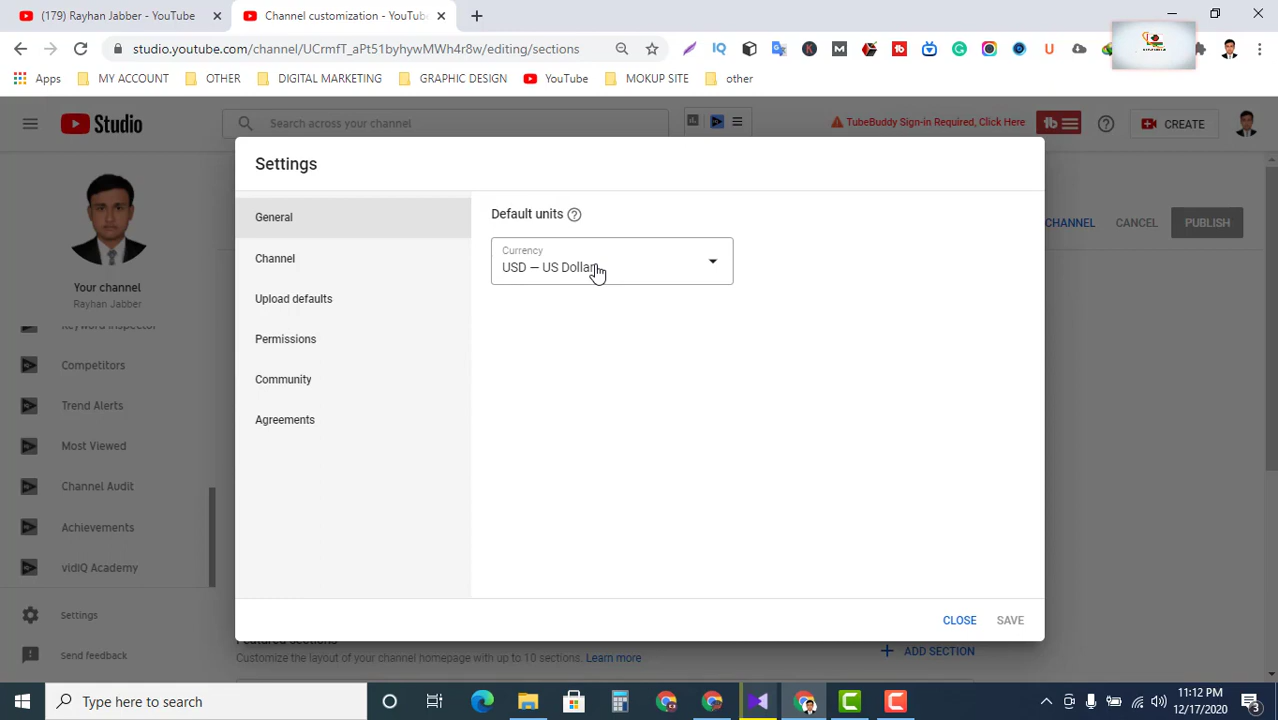 (179) Rayhan Jabber - YouTube
Channel customization - YouTube
studio.youtube.com/channel/UCrmfT_aPt51byhywMWh4r8w/editing/sections
Apps
MY ACCOUNT
OTHER
DIGITAL MARKETING
GRAPHIC DESIGN
YouTube
MOKUP SITE
other
Studio
Search across your channel
TubeBuddy Sign-in Required, Click Here
CREATE
Settings
General
Channel
Upload defaults
Permissions
Community
Agreements
Default units
Currency
USD — US Dollar
CLOSE
SAVE
CHANNEL
CANCEL
PUBLISH
Your channel
Rayhan Jabber
Keyword Inspector
Competitors
Trend Alerts
Most Viewed
Channel Audit
Achievements
vidIQ Academy
Settings
Send feedback
Featured sections
Customize the layout of your channel homepage with up to 10 sections. Learn more
ADD SECTION
Type here to search
11:12 PM
12/17/2020
3